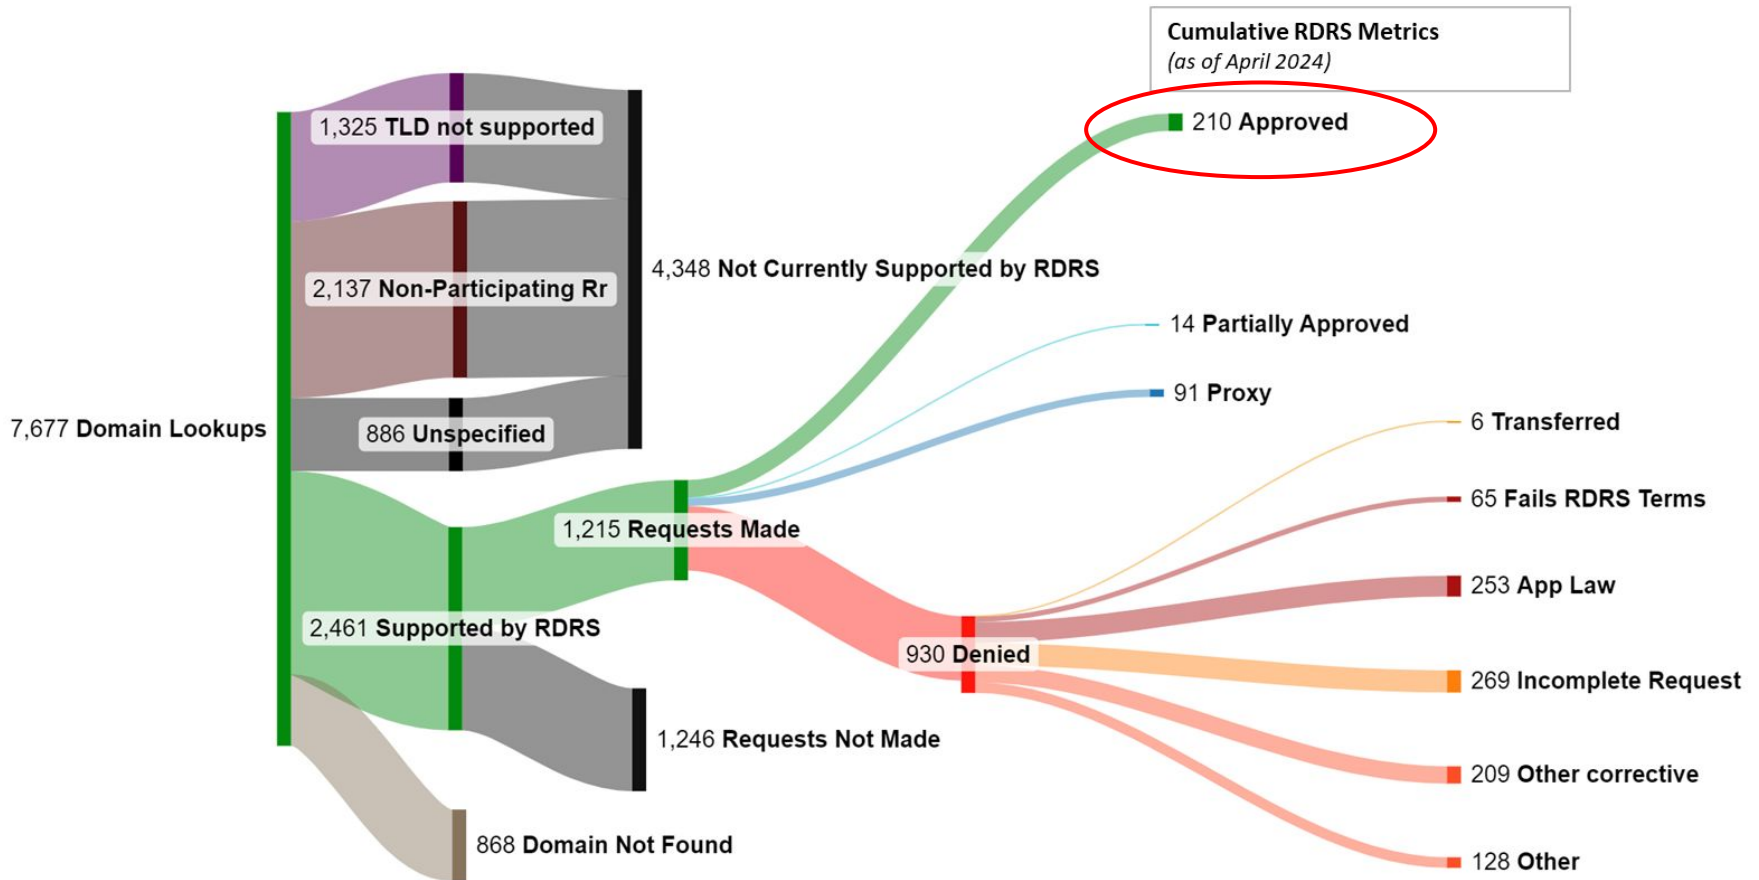 Cumulative RDRS Metrics
(as of April 2024)
210 Approved
1,325 TLD not supported
4,348 Not Currently Supported by RDRS
2,137 Non-Participating Rr
14 Partially Approved
91 Proxy
7,677 Domain Lookups
886 Unspecified
6 Transferred
65 Fails RDRS Terms
1,215 Requests Made
253 App Law
2,461 Supported by RDRS
930 Denied
269 Incomplete Request
1,246 Requests Not Made
209 Other corrective
868 Domain Not Found
128 Other